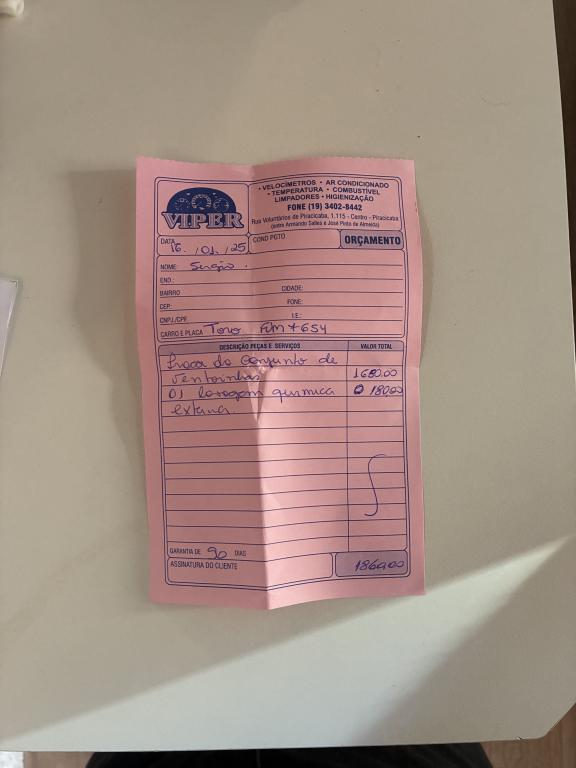 VIPER
• VELOCÍMETROS • AR CONDICIONADO
• TEMPERATURA • COMBUSTÍVEL
LIMPADORES • HIGIENIZAÇÃO
FONE (19) 3402-8442
Rua Voluntários de Piracicaba, 1.115 - Centro - Piracicaba
(entre Armando Salles e José Pinto de Almeida)
DATA 16 / 01 / 25 COND PGTO ORÇAMENTO
NOME: Sergio.
END.:
BAIRRO CIDADE:
CEP.: FONE:
CNPJ./CPF. I.E.:
CARRO E PLACA Toro
DESCRIÇÃO PEÇAS E SERVIÇOS VALOR TOTAL
Troca do Conjunto de
ventoinhas 1680.00
01 lavagem quimica 180.00
externa.
GARANTIA DE 90 DIAS
ASSINATURA DO CLIENTE 1860.00